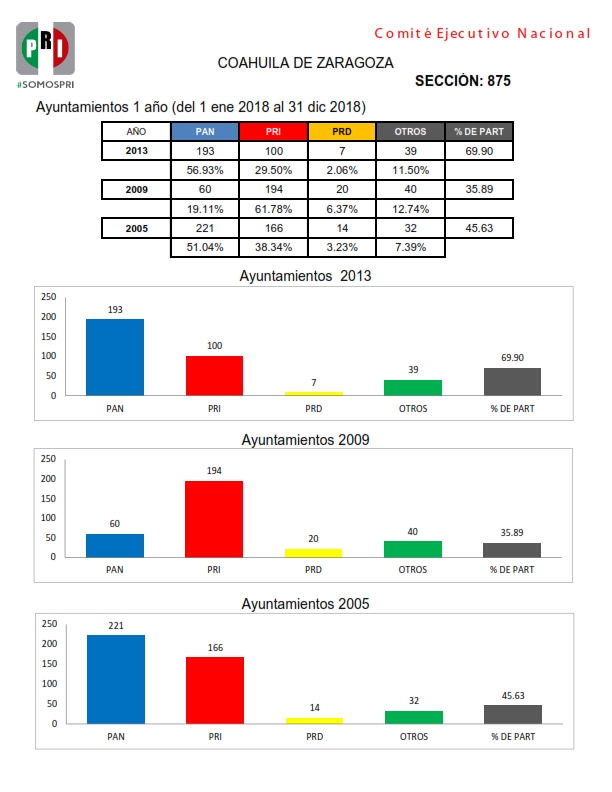 Comité Ejecutivo Nacional
PRI
#SOMOSPRI
COAHUILA DE ZARAGOZA
SECCIÓN: 875
Ayuntamientos 1 año (del 1 ene 2018 al 31 dic 2018)
AÑO PAN PRI PRD OTROS % DE PART
2013 193 100 7 39 69.90
56.93% 29.50% 2.06% 11.50%
2009 60 194 20 40 35.89
19.11% 61.78% 6.37% 12.74%
2005 221 166 14 32 45.63
51.04% 38.34% 3.23% 7.39%
Ayuntamientos 2013
250
200
150
100
50
0
193
100
7
39
69.90
PAN PRI PRD OTROS % DE PART
Ayuntamientos 2009
250
200
150
100
50
0
60
194
20
40
35.89
PAN PRI PRD OTROS % DE PART
Ayuntamientos 2005
250
200
150
100
50
0
221
166
14
32
45.63
PAN PRI PRD OTROS % DE PART